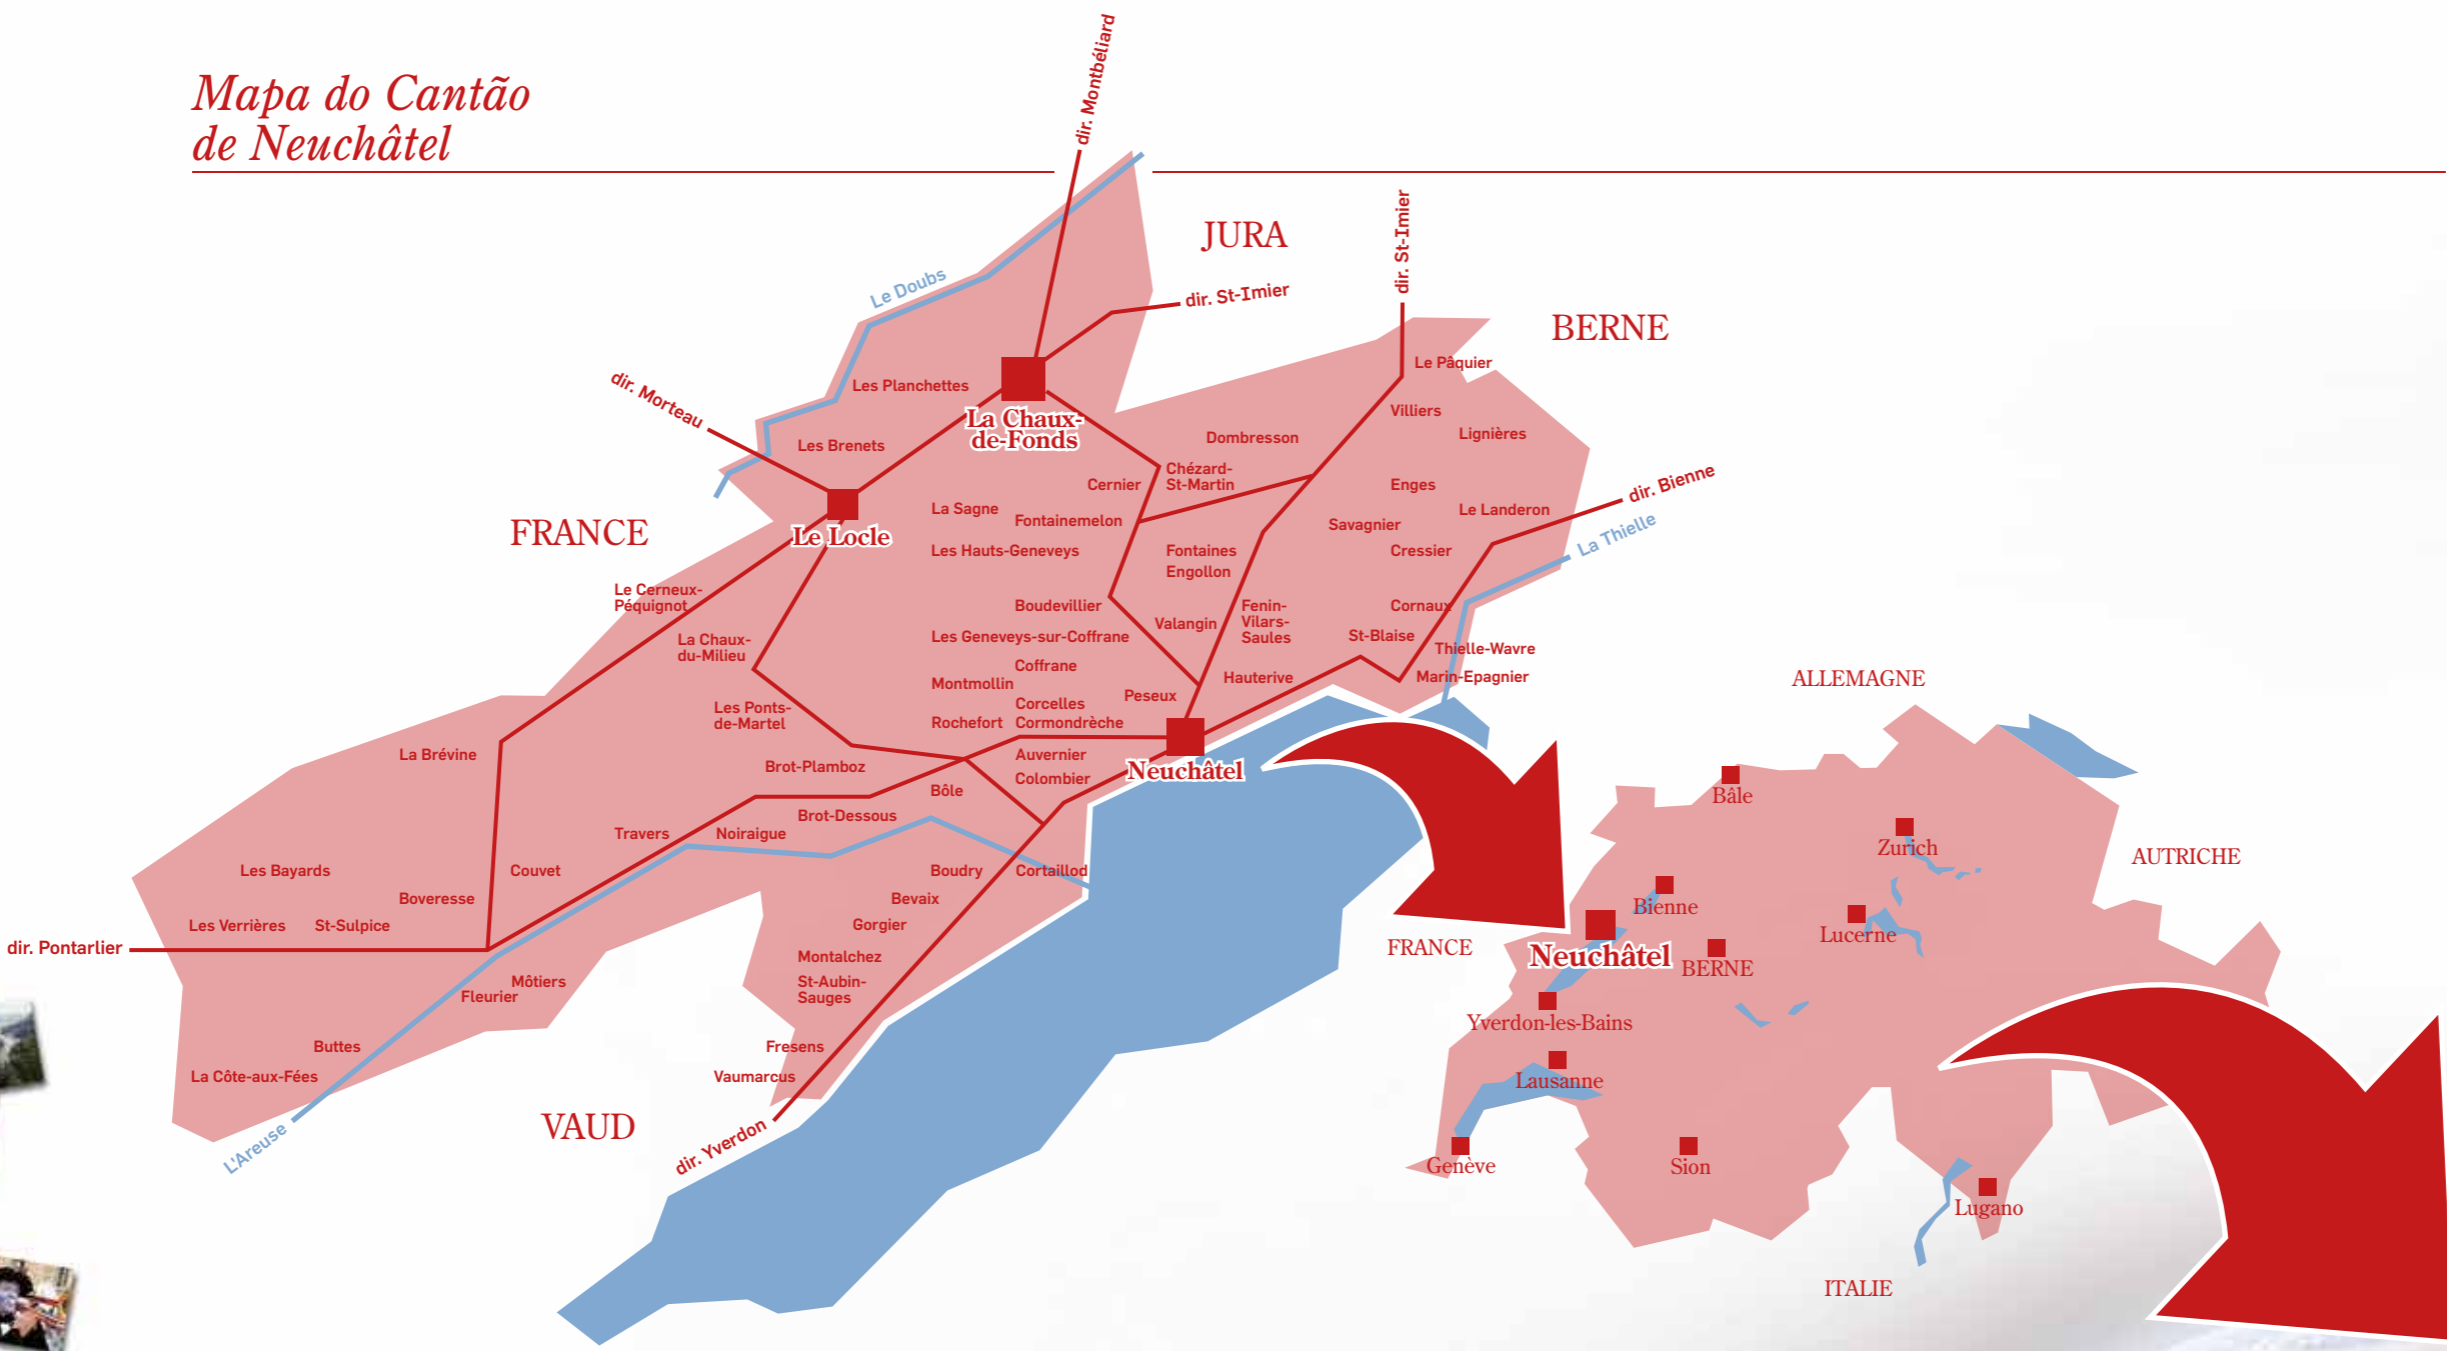 Mapa do Cantão
de Neuchâtel
dir. Montbéliard
JURA
dir. St-Imier
dir. St-Imier
BERNE
Le Doubs
Le Pâquier
dir. Morteau
Les Planchettes
La Chaux-
de-Fonds
Villiers
Les Brenets
Dombresson
Lignières
Chézard-
St-Martin
Cernier
Enges
dir. Bienne
La Sagne
Fontainemelon
Le Landeron
Savagnier
La Thielle
FRANCE
Le Locle
Les Hauts-Geneveys
Fontaines
Engollon
Cressier
Le Cerneux-
Péquignot
Boudevillier
Valangin
Fenin-
Vilars-
Saules
Cornaux
La Chaux-
du-Milieu
Les Geneveys-sur-Coffrane
St-Blaise
Thielle-Wavre
Coffrane
Hauterive
Marin-Epagnier
Montmollin
Peseux
Les Ponts-
de-Martel
Corcelles
Cormondrèche
Rochefort
La Brévine
Brot-Plamboz
Auvernier
Colombier
Neuchâtel
Bôle
Brot-Dessous
Travers
Noiraigue
Les Bayards
Couvet
Boudry
Cortaillod
Boveresse
Bevaix
Les Verrières
St-Sulpice
Gorgier
dir. Pontarlier
Montalchez
Môtiers
Fleurier
St-Aubin-
Sauges
Buttes
Fresens
La Côte-aux-Fées
Vaumarcus
L'Areuse
VAUD
dir. Yverdon
ALLEMAGNE
Bâle
Zurich
AUTRICHE
Bienne
Lucerne
FRANCE
Neuchâtel
BERNE
Yverdon-les-Bains
Lausanne
Genève
Sion
Lugano
ITALIE